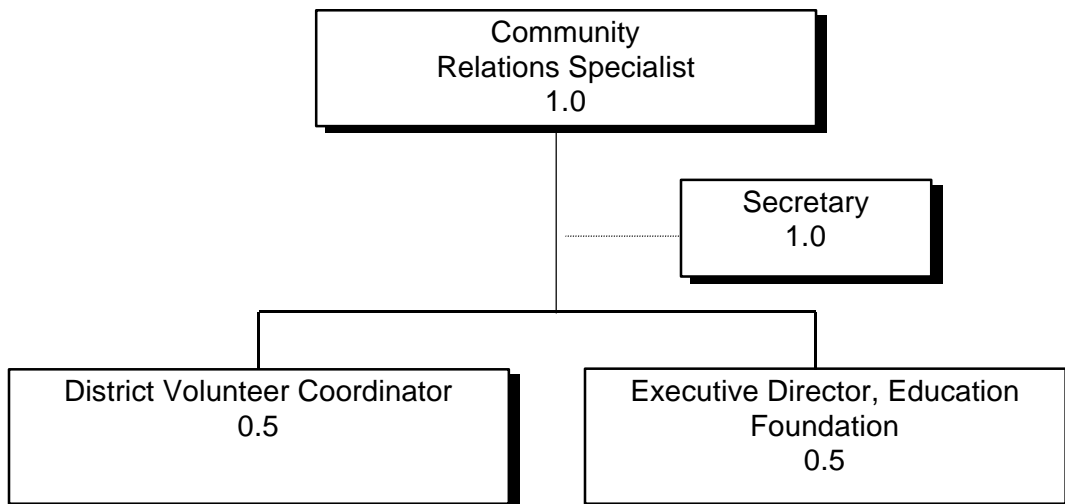 Community
Relations Specialist
1.0
Secretary
1.0
District Volunteer Coordinator
0.5
Executive Director, Education
Foundation
0.5